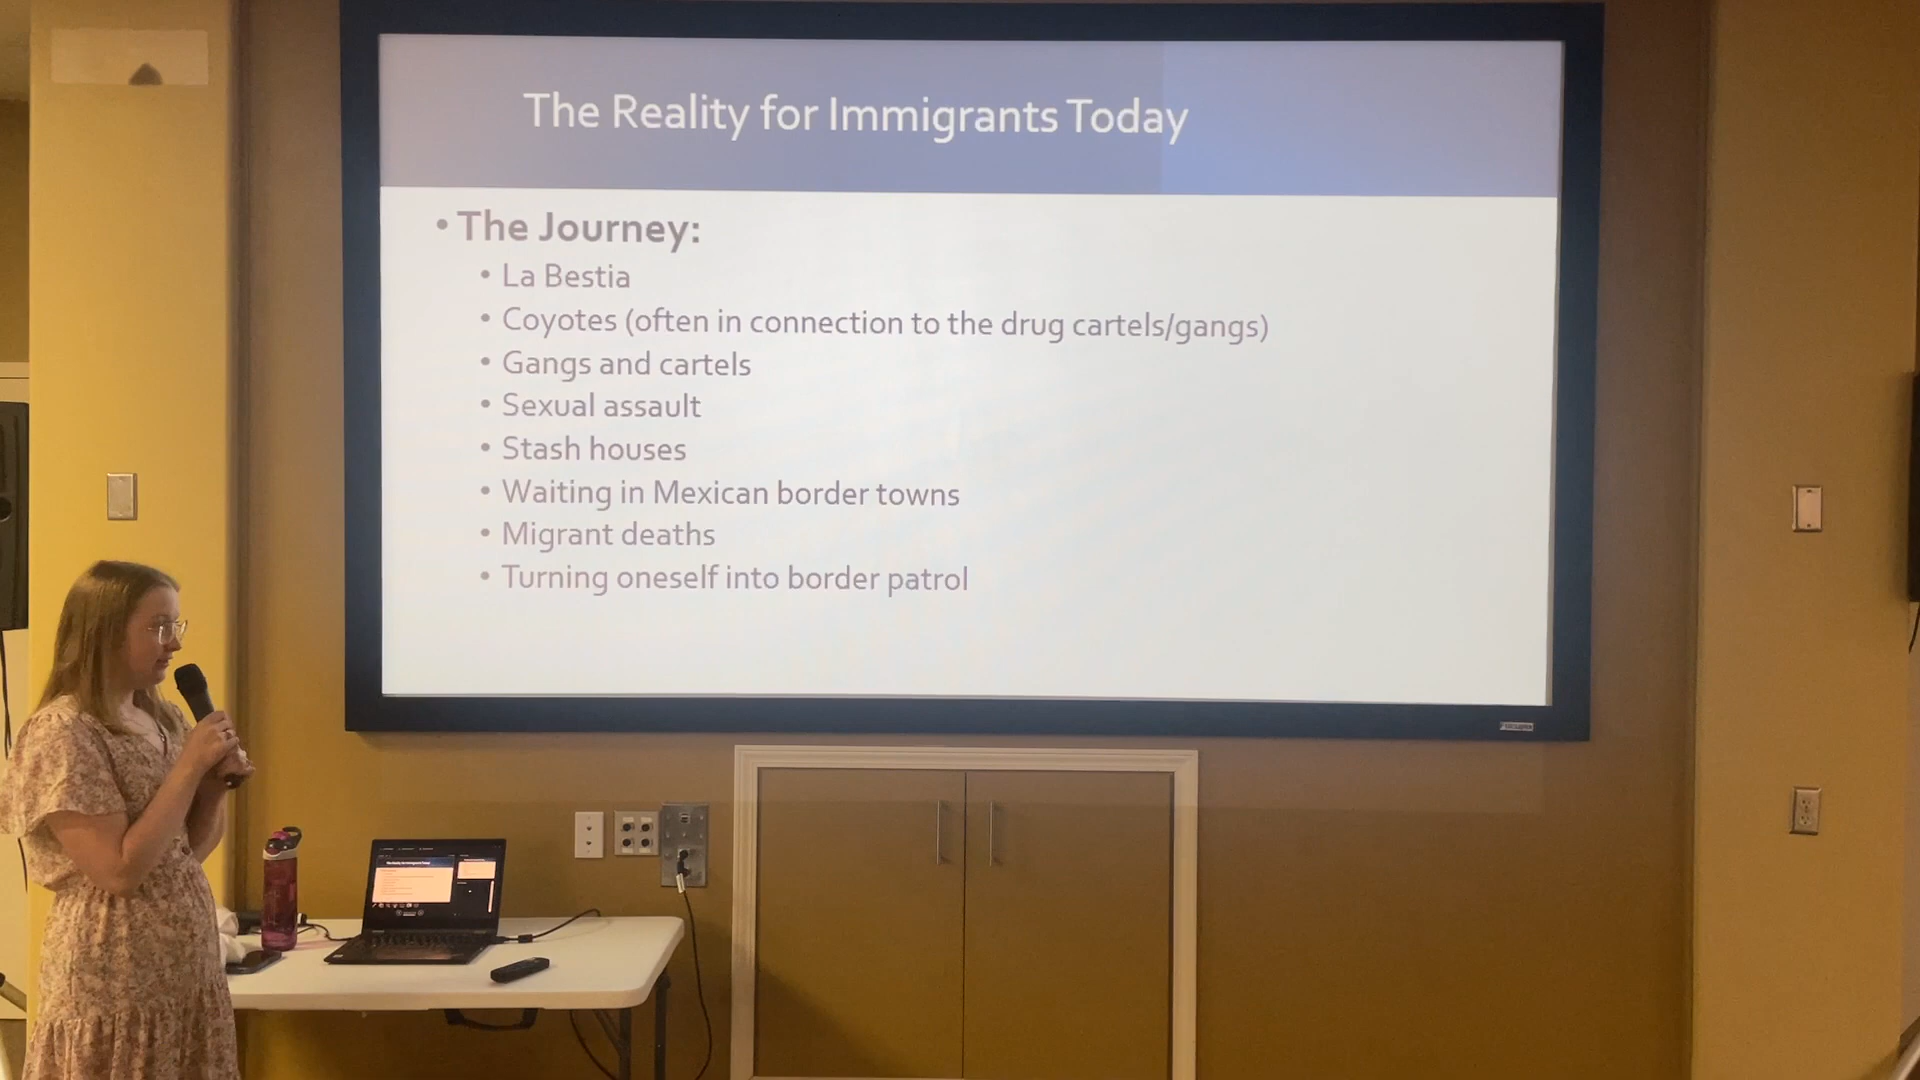 The Reality for Immigrants Today
• The Journey:
• La Bestia
• Coyotes (often in connection to the drug cartels/gangs)
• Gangs and cartels
• Sexual assault
• Stash houses
• Waiting in Mexican border towns
• Migrant deaths
• Turning oneself into border patrol